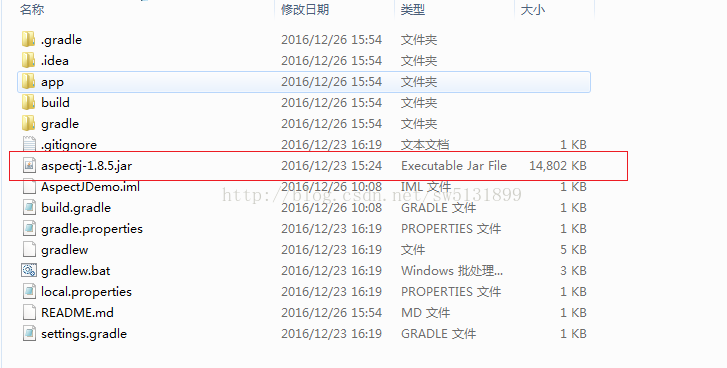 名称 修改日期 类型 大小
.gradle 2016/12/26 15:54 文件夹
.idea 2016/12/26 15:54 文件夹
app 2016/12/26 15:54 文件夹
build 2016/12/26 15:54 文件夹
gradle 2016/12/26 15:54 文件夹
.gitignore 2016/12/23 16:19 文本文档 1 KB
aspectj-1.8.5.jar 2016/12/23 15:24 Executable Jar File 14,802 KB
AspectJDemo.iml 2016/12/26 10:08 IML 文件 1 KB
http://blog.csdn.net/sw5131899
build.gradle 2016/12/26 10:08 GRADLE 文件 1 KB
gradle.properties 2016/12/23 16:19 PROPERTIES 文件 1 KB
gradlew 2016/12/23 16:19 文件 5 KB
gradlew.bat 2016/12/23 16:19 Windows 批处理... 3 KB
local.properties 2016/12/23 16:19 PROPERTIES 文件 1 KB
README.md 2016/12/26 15:54 MD 文件 1 KB
settings.gradle 2016/12/23 16:19 GRADLE 文件 1 KB